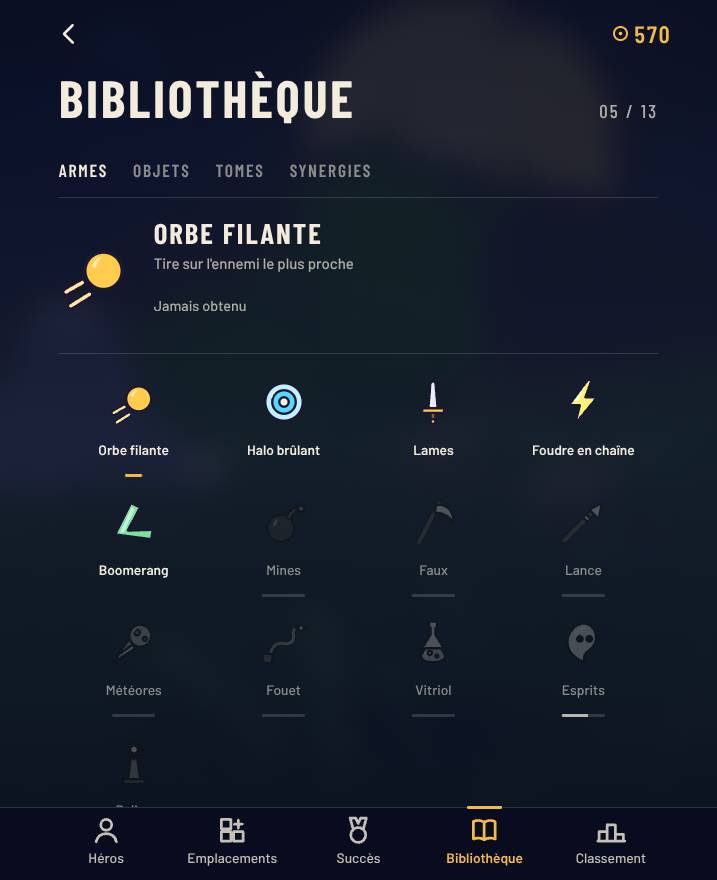 570
BIBLIOTHÈQUE
05 / 13
ARMES OBJETS TOMES SYNERGIES
ORBE FILANTE
Tire sur l'ennemi le plus proche
Jamais obtenu
Orbe filante Halo brûlant Lames Foudre en chaîne
Boomerang Mines Faux Lance
Météores Fouet Vitriol Esprits
Héros Emplacements Succès Bibliothèque Classement